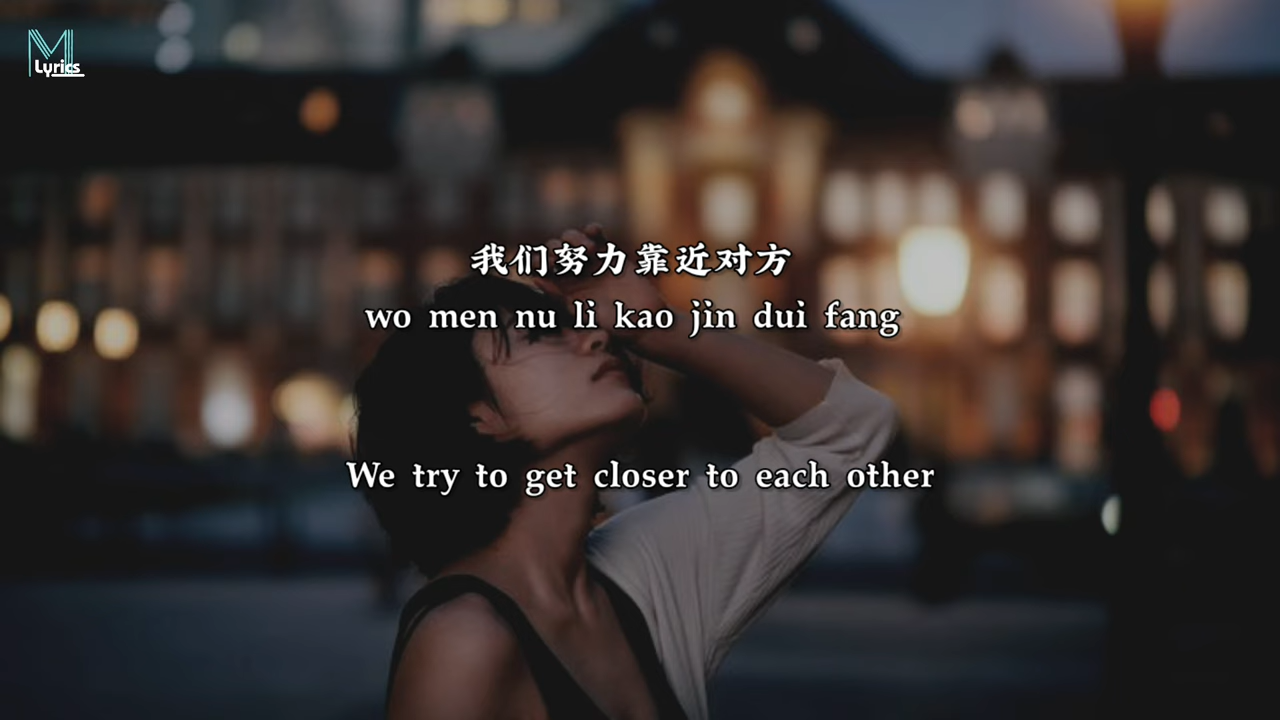 M
Lyrics
我们努力靠近对方
wo men nu li kao jin dui fang
We try to get closer to each other